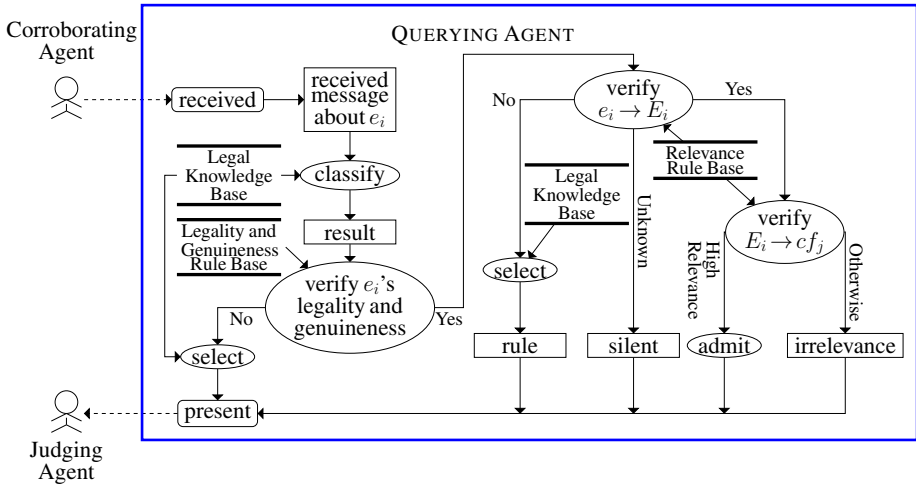 Corroborating
Agent
QUERYING AGENT
received
received
message
about e_i
Legal
Knowledge
Base
classify
result
Legality and
Genuineness
Rule Base
verify e_i's
legality and
genuineness
No
Yes
select
present
Judging
Agent
verify
e_i → E_i
No
Yes
Unknown
Legal
Knowledge
Base
Relevance
Rule Base
select
verify
E_i → cf_j
High
Relevance
Otherwise
rule
silent
admit
irrelevance